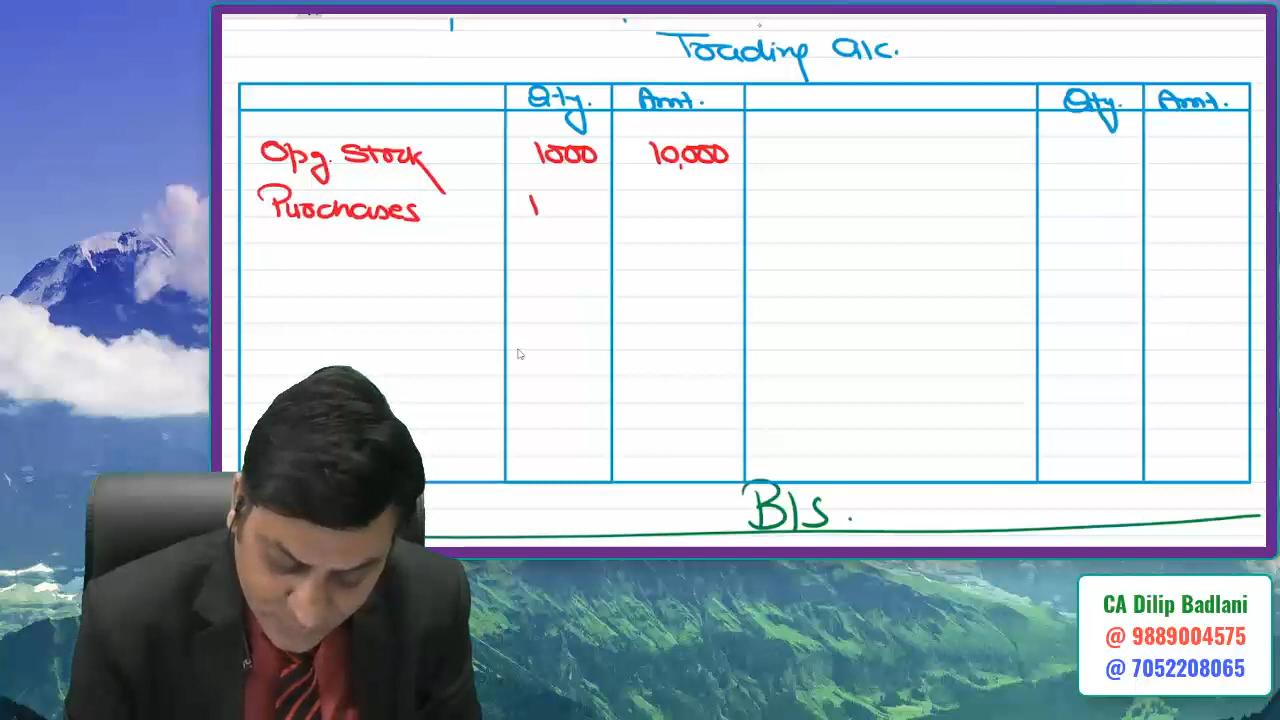 Trading a/c.
Qty. Amt. Qty. Amt.
Opg. Stock 1000 10,000
Purchases 1
B/S.
CA Dilip Badlani
@ 9889004575
@ 7052208065